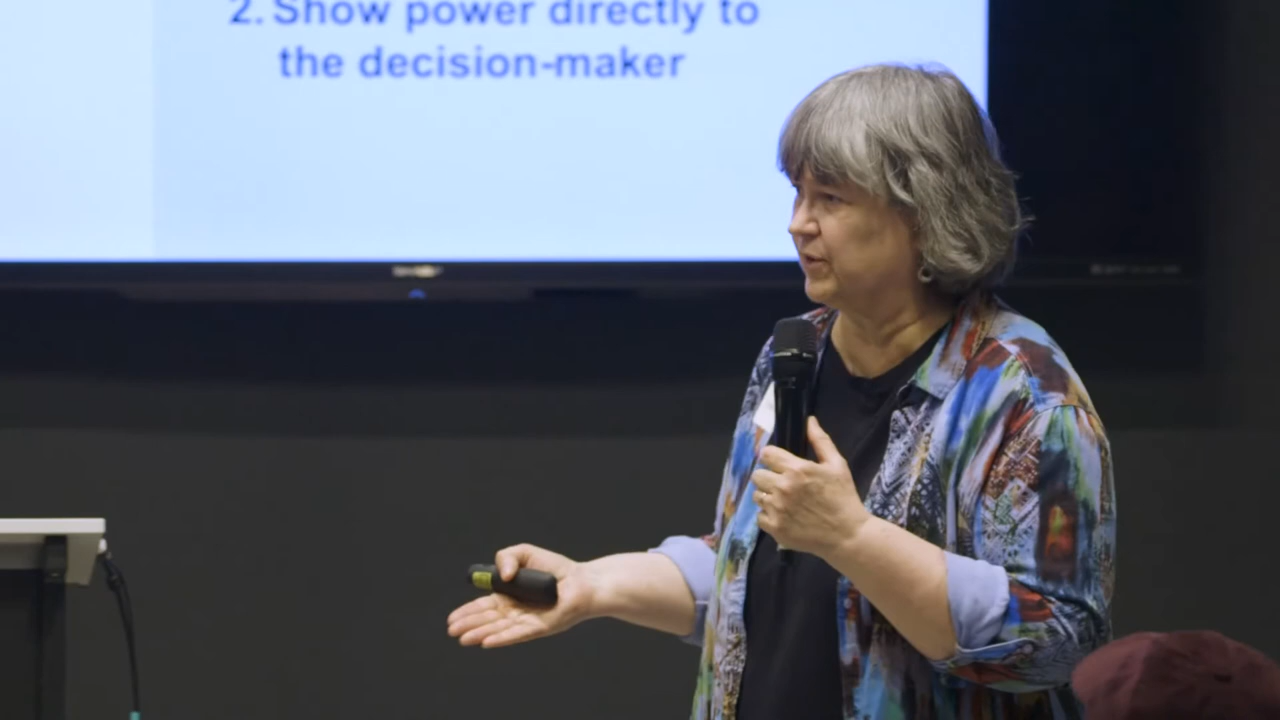 2. Show power directly to
the decision-maker